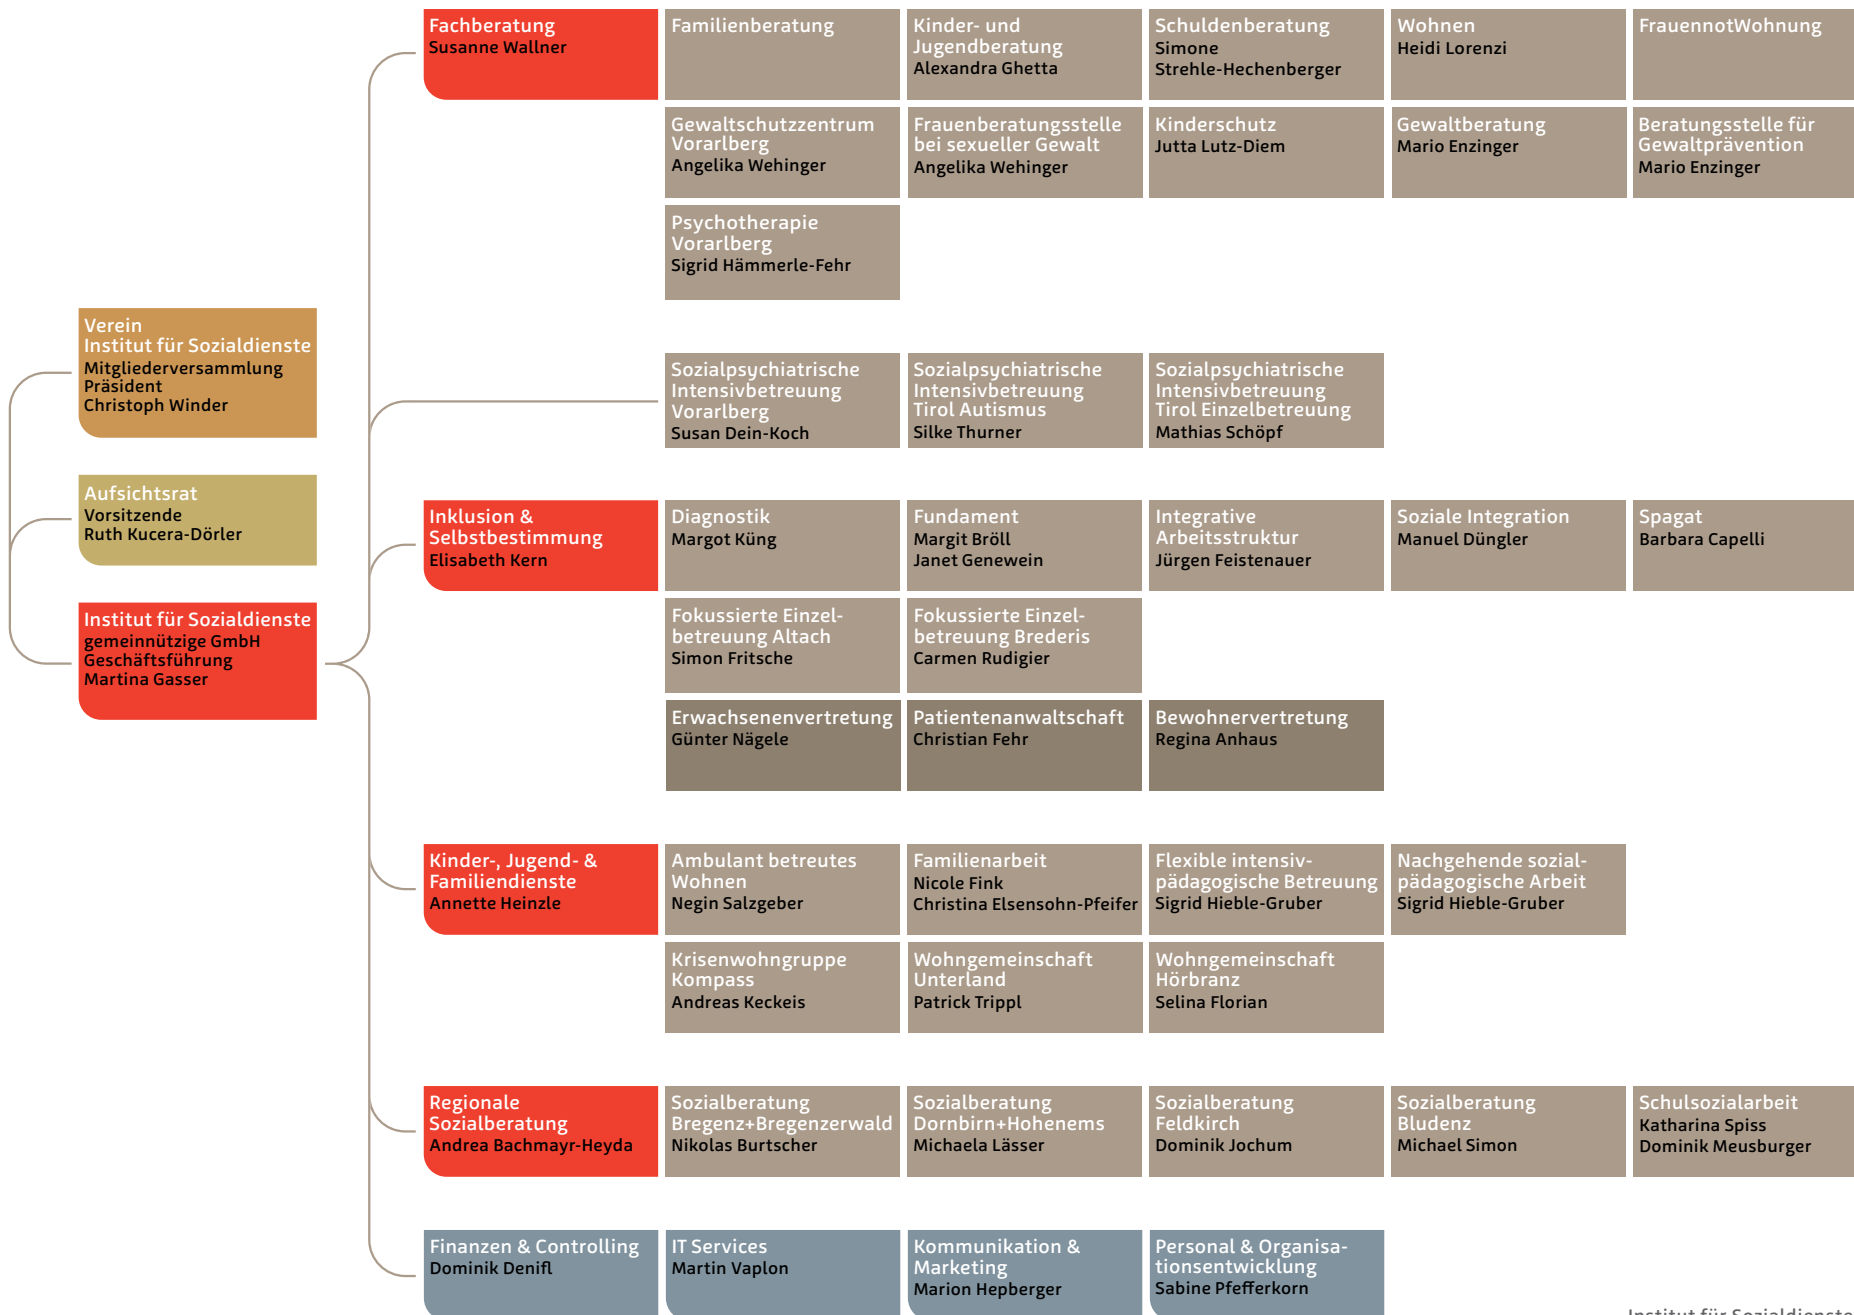 Fachberatung
Susanne Wallner
Familienberatung
Kinder- und
Jugendberatung
Alexandra Ghetta
Schuldenberatung
Simone
Strehle-Hechenberger
Wohnen
Heidi Lorenzi
FrauennotWohnung
Gewaltschutzzentrum
Vorarlberg
Angelika Wehinger
Frauenberatungsstelle
bei sexueller Gewalt
Angelika Wehinger
Kinderschutz
Jutta Lutz-Diem
Gewaltberatung
Mario Enzinger
Beratungsstelle für
Gewaltprävention
Mario Enzinger
Psychotherapie
Vorarlberg
Sigrid Hämmerle-Fehr
Verein
Institut für Sozialdienste
Mitgliederversammlung
Präsident
Christoph Winder
Sozialpsychiatrische
Intensivbetreuung
Vorarlberg
Susan Dein-Koch
Sozialpsychiatrische
Intensivbetreuung
Tirol Autismus
Silke Thurner
Sozialpsychiatrische
Intensivbetreuung
Tirol Einzelbetreuung
Mathias Schöpf
Aufsichtsrat
Vorsitzende
Ruth Kucera-Dörler
Inklusion &
Selbstbestimmung
Elisabeth Kern
Diagnostik
Margot Küng
Fundament
Margit Bröll
Janet Genewein
Integrative
Arbeitsstruktur
Jürgen Feistenauer
Soziale Integration
Manuel Düngler
Spagat
Barbara Capelli
Institut für Sozialdienste
gemeinnützige GmbH
Geschäftsführung
Martina Gasser
Fokussierte Einzel-
betreuung Altach
Simon Fritsche
Fokussierte Einzel-
betreuung Brederis
Carmen Rudigier
Erwachsenenvertretung
Günter Nägele
Patientenanwaltschaft
Christian Fehr
Bewohnervertretung
Regina Anhaus
Kinder-, Jugend- &
Familiendienste
Annette Heinzle
Ambulant betreutes
Wohnen
Negin Salzgeber
Familienarbeit
Nicole Fink
Christina Elsensohn-Pfeifer
Flexible intensiv-
pädagogische Betreuung
Sigrid Hieble-Gruber
Nachgehende sozial-
pädagogische Arbeit
Sigrid Hieble-Gruber
Krisenwohngruppe
Kompass
Andreas Keckeis
Wohngemeinschaft
Unterland
Patrick Trippl
Wohngemeinschaft
Hörbranz
Selina Florian
Regionale
Sozialberatung
Andrea Bachmayr-Heyda
Sozialberatung
Bregenz+Bregenzerwald
Nikolas Burtscher
Sozialberatung
Dornbirn+Hohenems
Michaela Lässer
Sozialberatung
Feldkirch
Dominik Jochum
Sozialberatung
Bludenz
Michael Simon
Schulsozialarbeit
Katharina Spiss
Dominik Meusburger
Finanzen & Controlling
Dominik Denifl
IT Services
Martin Vaplon
Kommunikation &
Marketing
Marion Hepberger
Personal & Organisa-
tionsentwicklung
Sabine Pfefferkorn
Institut für Sozialdienste